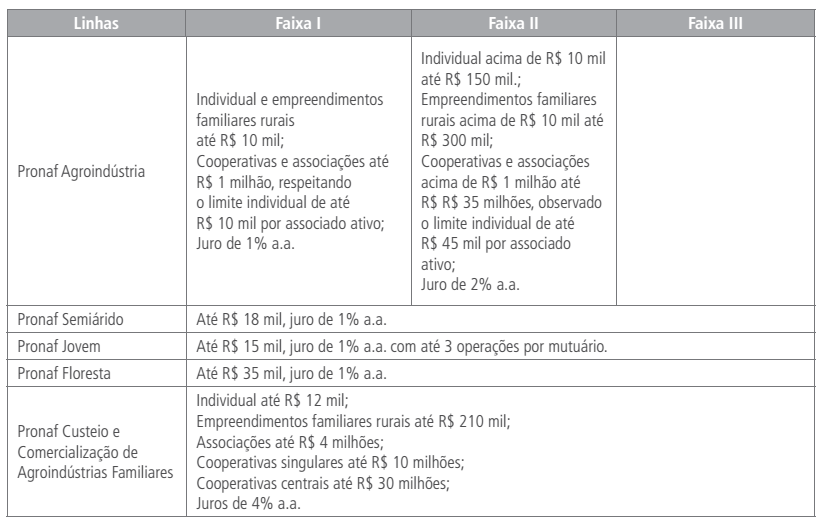 Linhas
Faixa I
Faixa II
Faixa III
Pronaf Agroindústria
Individual e empreendimentos
familiares rurais
até R$ 10 mil;
Cooperativas e associações até
R$ 1 milhão, respeitando
o limite individual de até
R$ 10 mil por associado ativo;
Juro de 1% a.a.
Individual acima de R$ 10 mil
até R$ 150 mil.;
Empreendimentos familiares
rurais acima de R$ 10 mil até
R$ 300 mil;
Cooperativas e associações
acima de R$ 1 milhão até
R$ R$ 35 milhões, observado
o limite individual de até
R$ 45 mil por associado
ativo;
Juro de 2% a.a.
Pronaf Semiárido
Até R$ 18 mil, juro de 1% a.a.
Pronaf Jovem
Até R$ 15 mil, juro de 1% a.a. com até 3 operações por mutuário.
Pronaf Floresta
Até R$ 35 mil, juro de 1% a.a.
Pronaf Custeio e
Comercialização de
Agroindústrias Familiares
Individual até R$ 12 mil;
Empreendimentos familiares rurais até R$ 210 mil;
Associações até R$ 4 milhões;
Cooperativas singulares até R$ 10 milhões;
Cooperativas centrais até R$ 30 milhões;
Juros de 4% a.a.